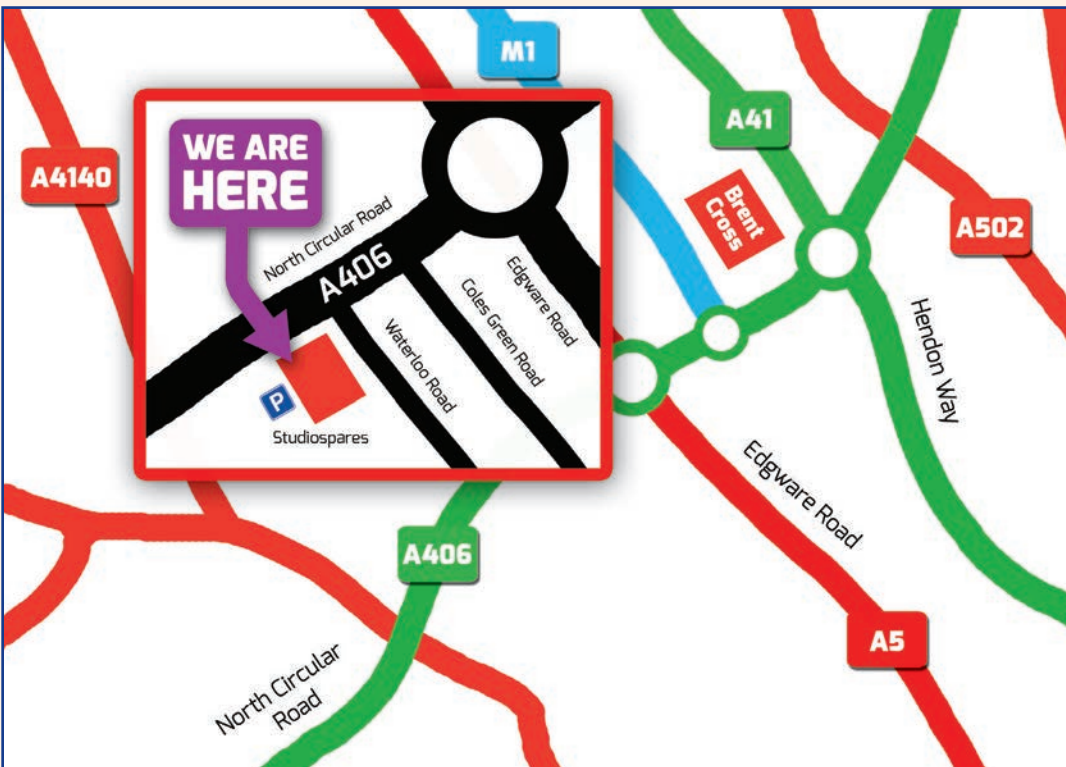 M1
A41
A4140
WE ARE
HERE
Brent
Cross
A502
North Circular Road
A406
Edgware Road
Coles Green Road
Waterloo Road
P
Studiospares
Hendon Way
Edgware Road
A406
A5
North Circular
Road